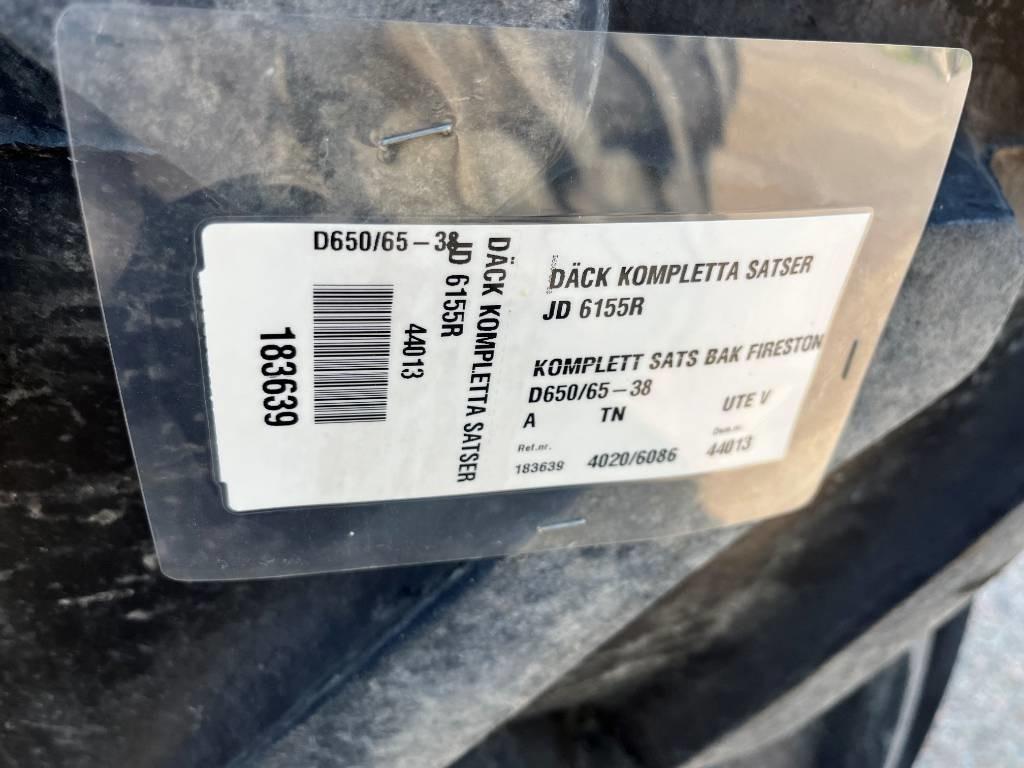 D650/65-38
183639
44013
JD 6155R
DÄCK KOMPLETTA SATSER
DÄCK KOMPLETTA SATSER
JD 6155R
KOMPLETT SATS BAK FIRESTON
D650/65-38
A TN UTE V
Ref.nr.
183639 4020/6086 44013